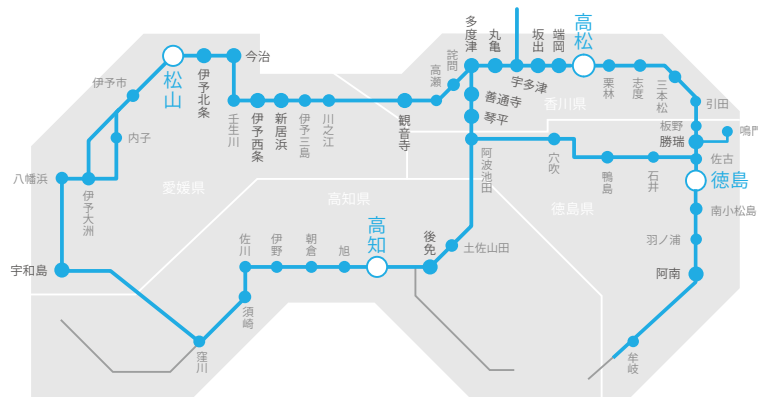 松山
伊予北条
今治
伊予市
内子
八幡浜
伊予大洲
宇和島
壬生川
伊予西条
新居浜
伊予三島
川之江
観音寺
高瀬
詫間
多度津
丸亀
宇多津
坂出
端岡
高松
栗林
志度
三本松
引田
板野
勝瑞
鳴門
佐古
徳島
南小松島
羽ノ浦
阿南
牟岐
善通寺
琴平
阿波池田
穴吹
鴨島
石井
香川県
愛媛県
高知県
徳島県
佐川
伊野
朝倉
旭
高知
後免
土佐山田
須崎
窪川